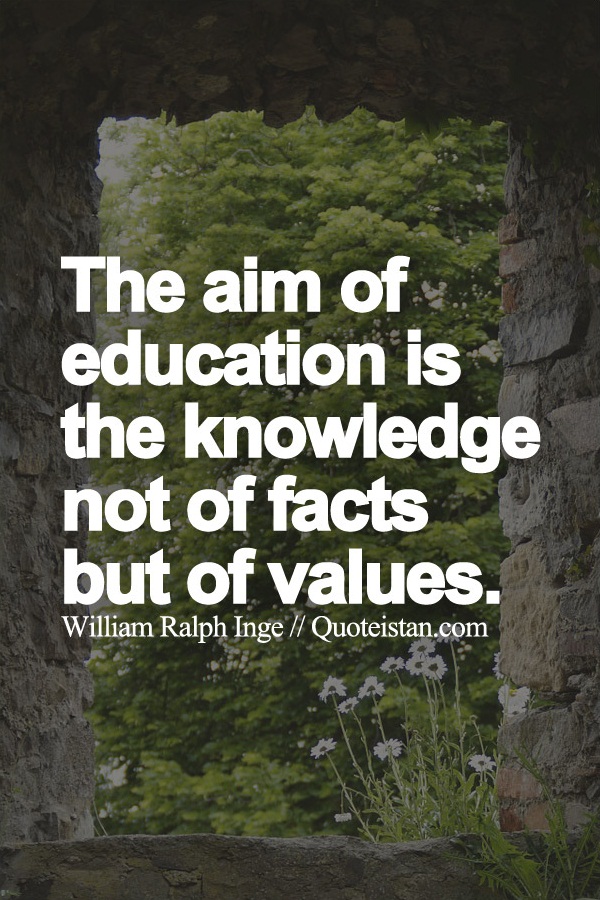 The aim of
education is
the knowledge
not of facts
but of values.
William Ralph Inge // Quoteistan.com